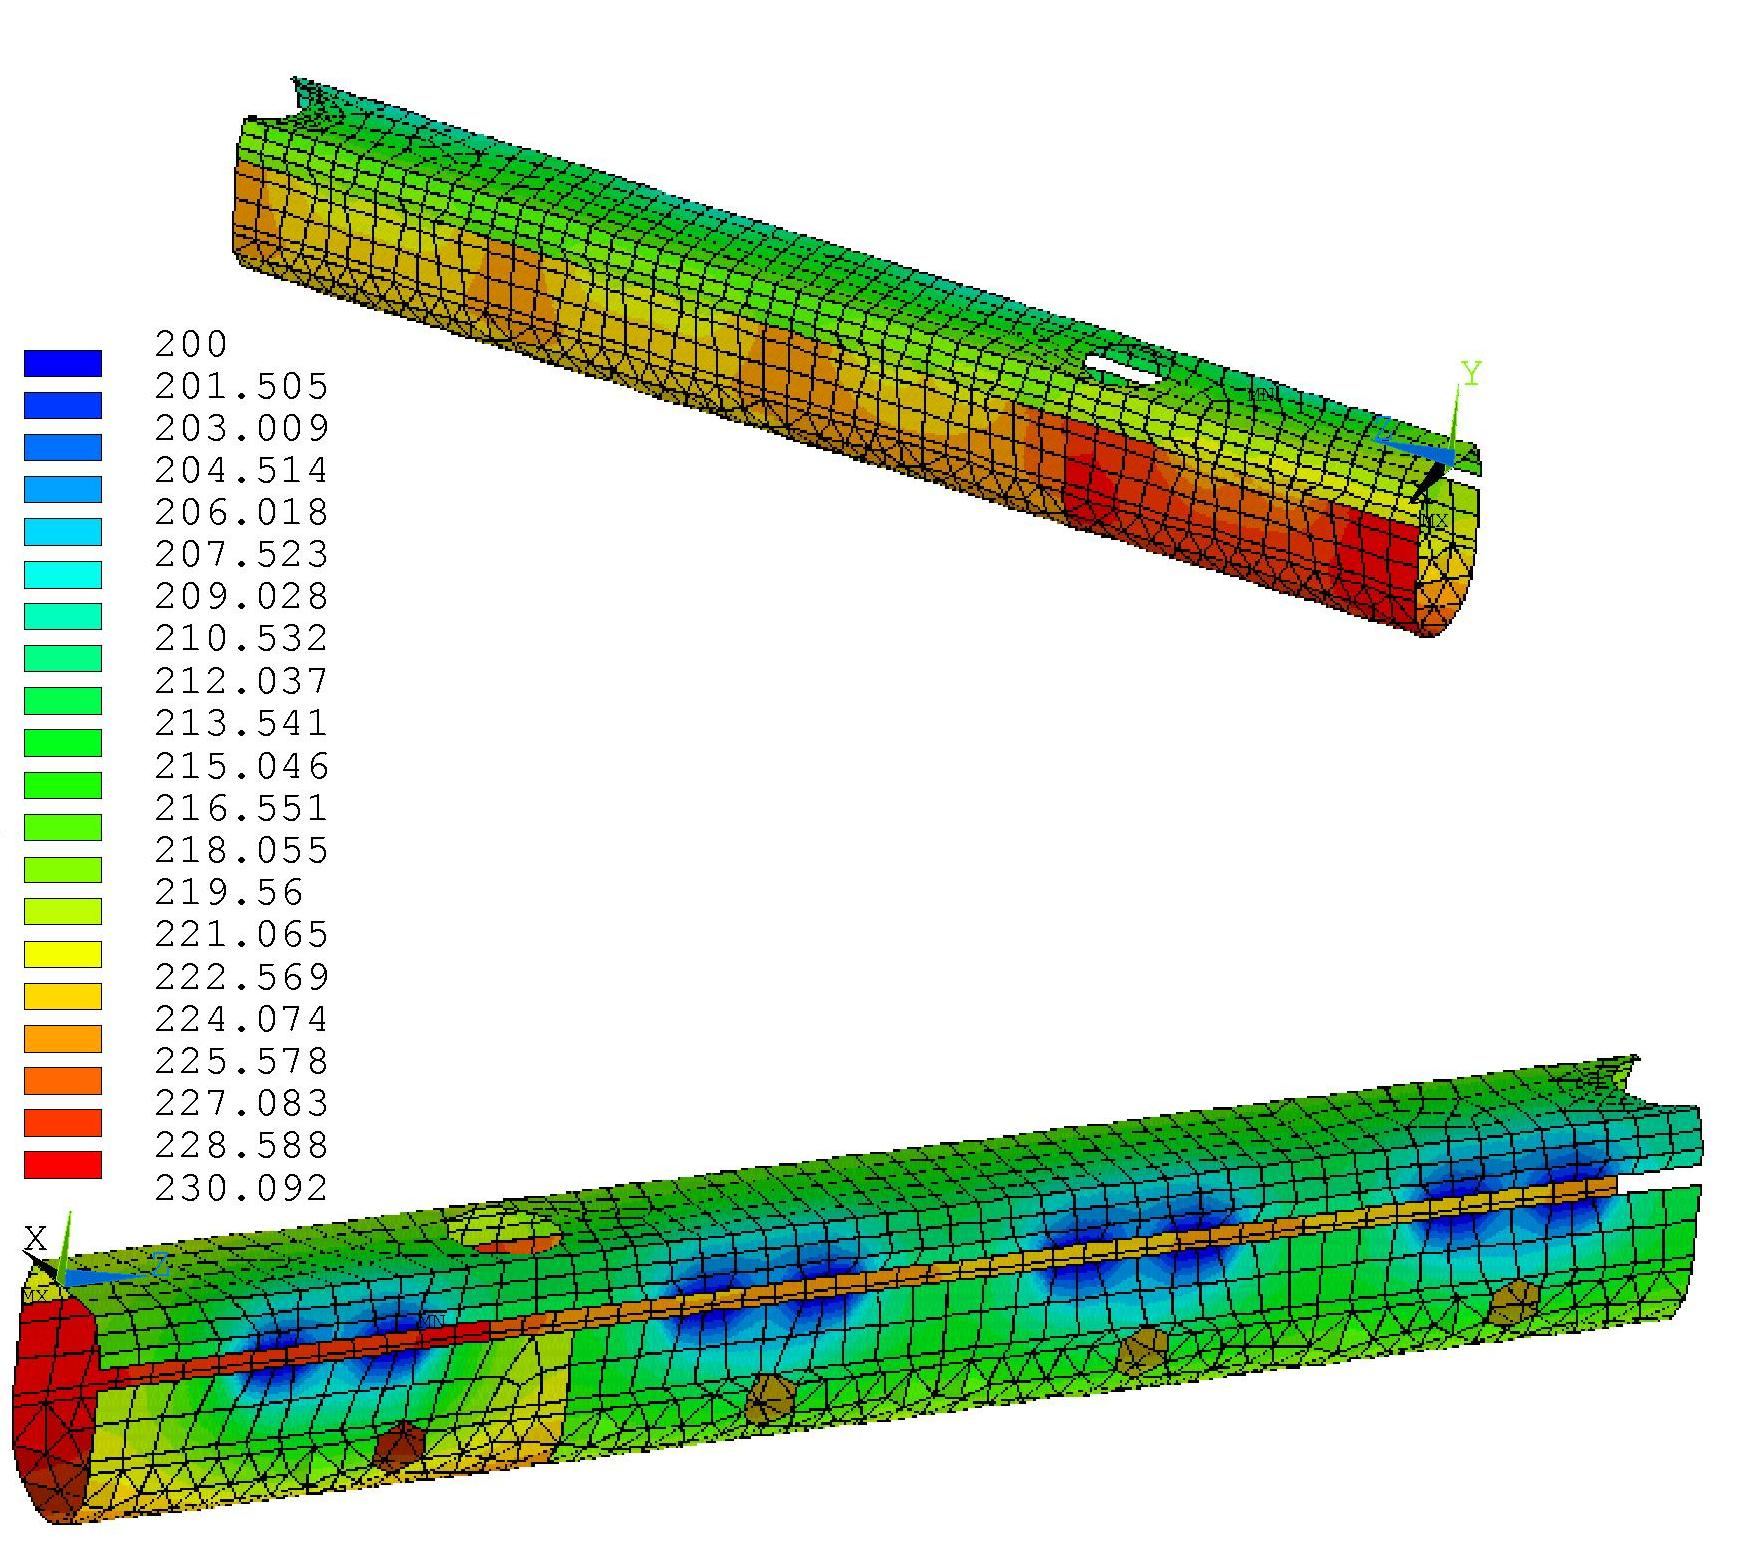 Y
Z
MN
MX
200
201.505
203.009
204.514
206.018
207.523
209.028
210.532
212.037
213.541
215.046
216.551
218.055
219.56
221.065
222.569
224.074
225.578
227.083
228.588
230.092
X
Z
MX
MN